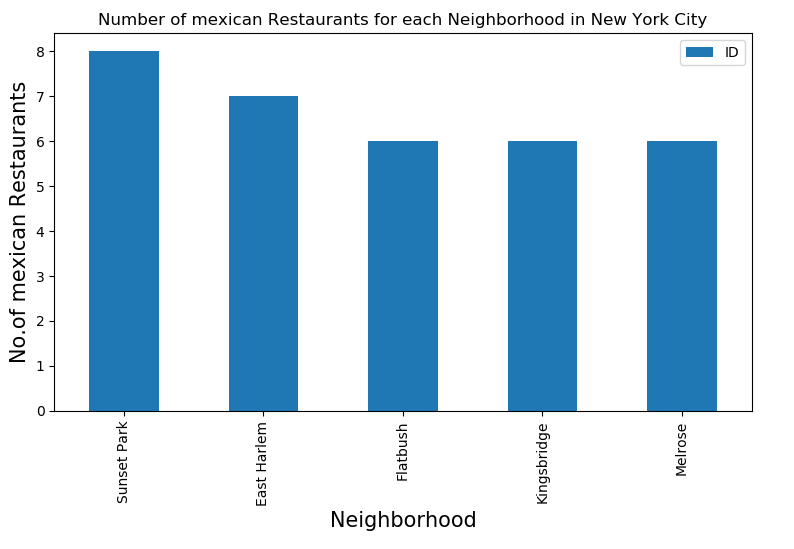 Number of mexican Restaurants for each Neighborhood in New York City
ID
No.of mexican Restaurants
8
7
6
5
4
3
2
1
0
Sunset Park
East Harlem
Flatbush
Kingsbridge
Melrose
Neighborhood